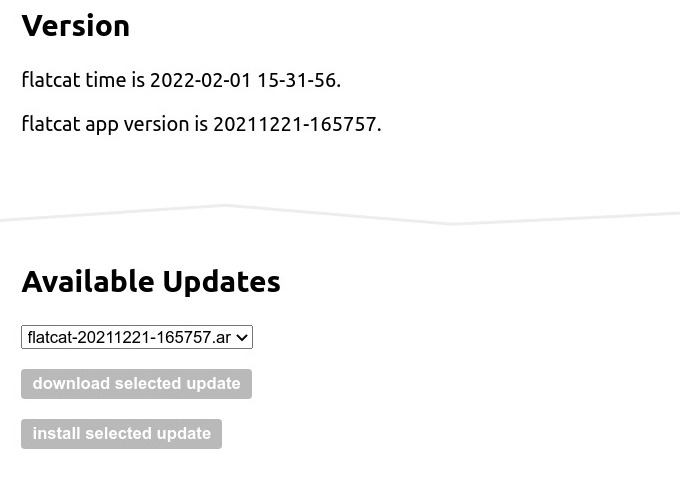 Version
flatcat time is 2022-02-01 15-31-56.
flatcat app version is 20211221-165757.
Available Updates
flatcat-20211221-165757.ar
download selected update
install selected update